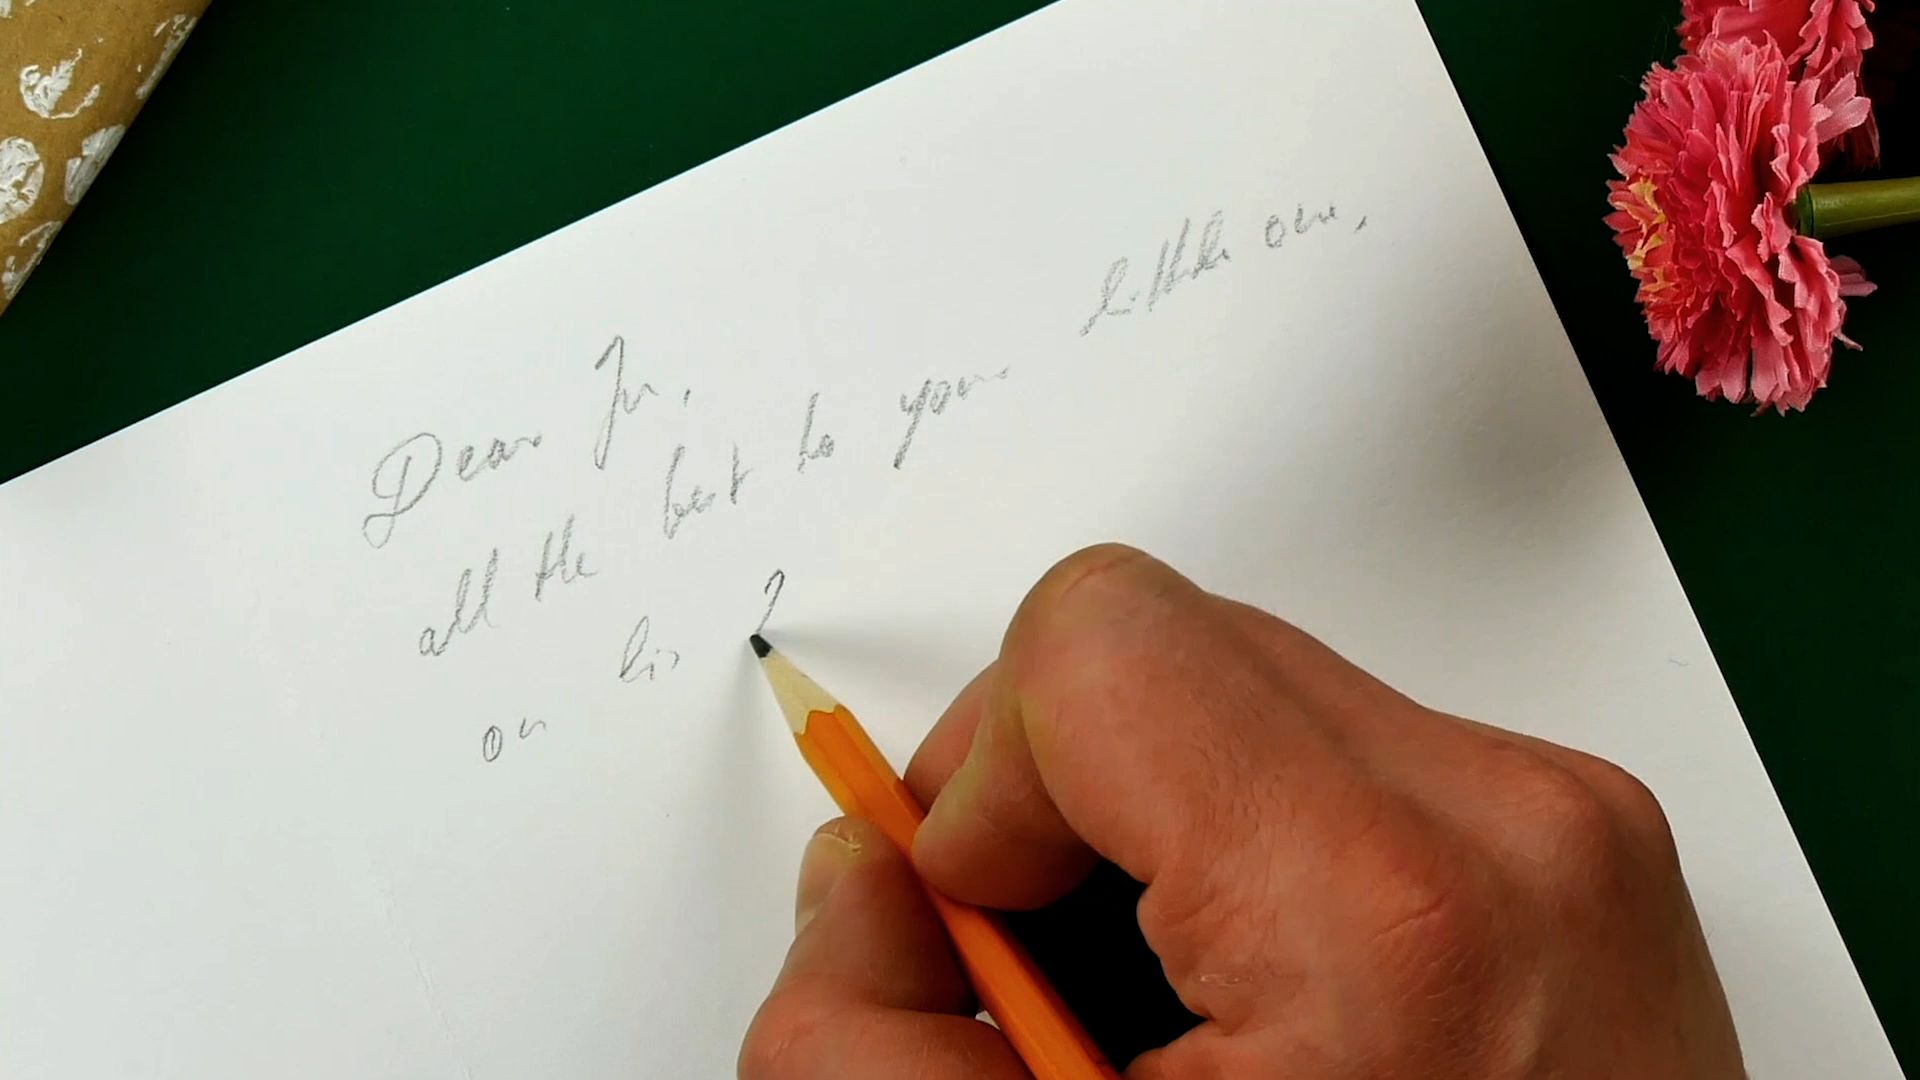 Dear
all the best to your little one,
on his